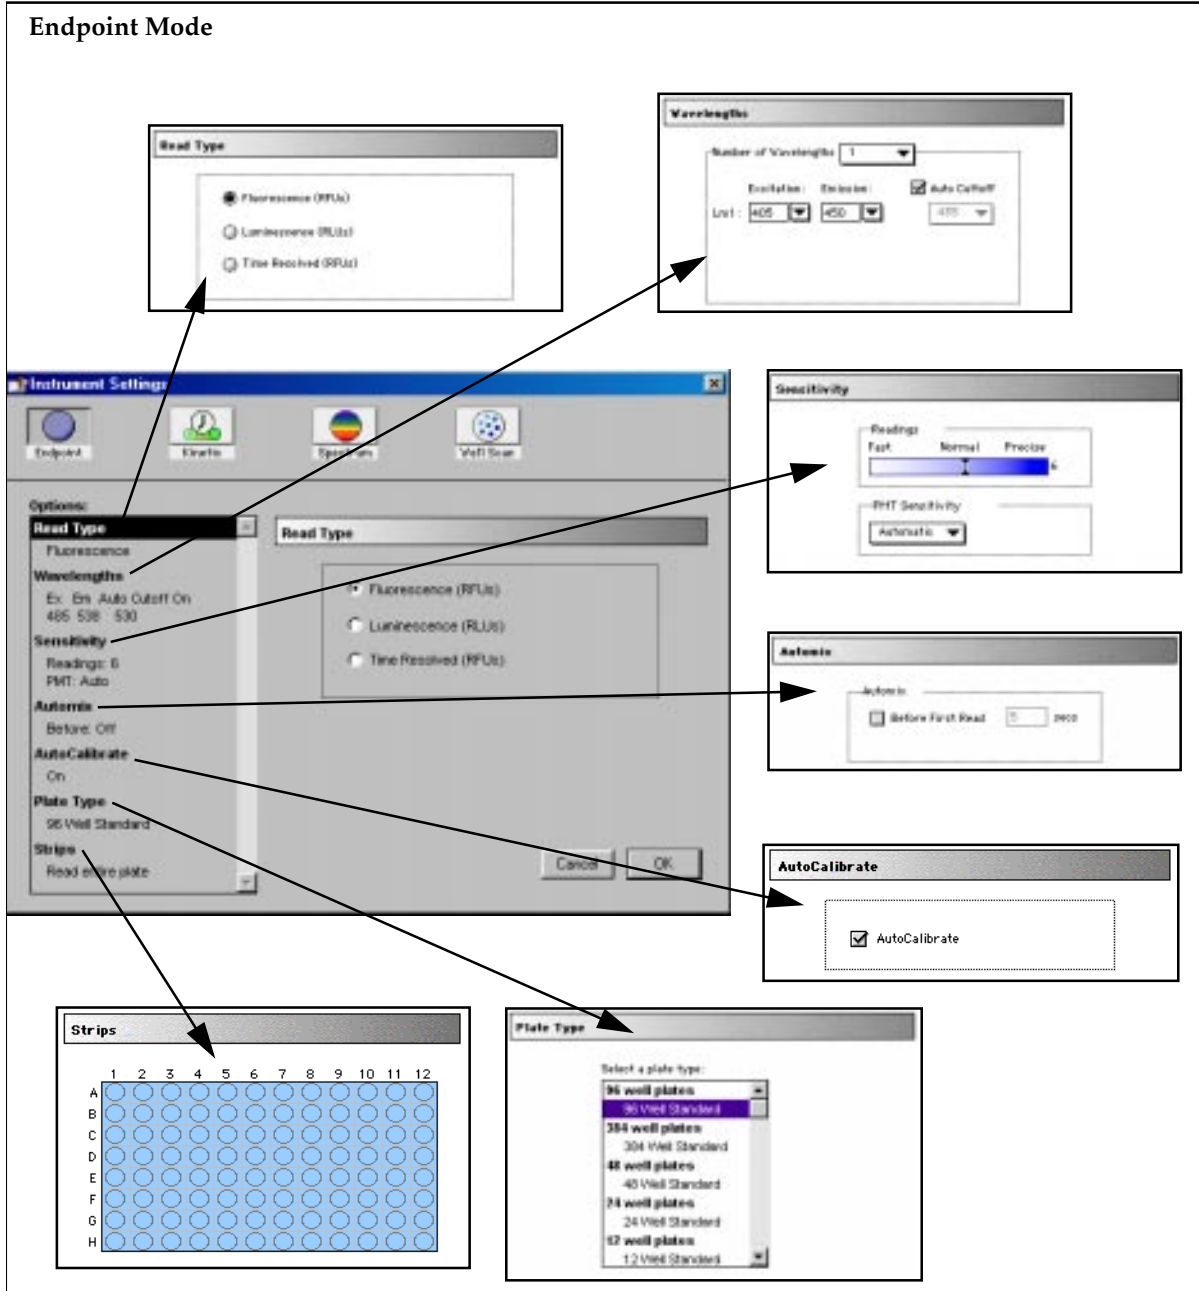 Endpoint Mode
Read Type
Fluorescence (RFUs)
Luminescence (RLUs)
Time Resolved (RFUs)
Wavelengths
Number of Wavelengths 1
Excitation: Emission: Auto Cutoff
Lm1: 405 450
Instrument Settings
Endpoint Kinetic Spectrum Well Scan
Options:
Read Type
Fluorescence
Wavelengths
Ex Em Auto Cutoff On
485 538 530
Sensitivity
Readings: 6
PMT: Auto
Automix
Before: Off
AutoCalibrate
On
Plate Type
96 Well Standard
Strips
Read entire plate
Read Type
Fluorescence (RFUs)
Luminescence (RLUs)
Time Resolved (RFUs)
Cancel OK
Sensitivity
Readings
Fast Normal Precise
6
PMT Sensitivity
Automatic
Automix
Automix
Before First Read 5 secs
AutoCalibrate
AutoCalibrate
Strips
1 2 3 4 5 6 7 8 9 10 11 12
A
B
C
D
E
F
G
H
Plate Type
Select a plate type:
96 well plates
96 Well Standard
384 well plates
384 Well Standard
48 well plates
48 Well Standard
24 well plates
24 Well Standard
12 well plates
12 Well Standard